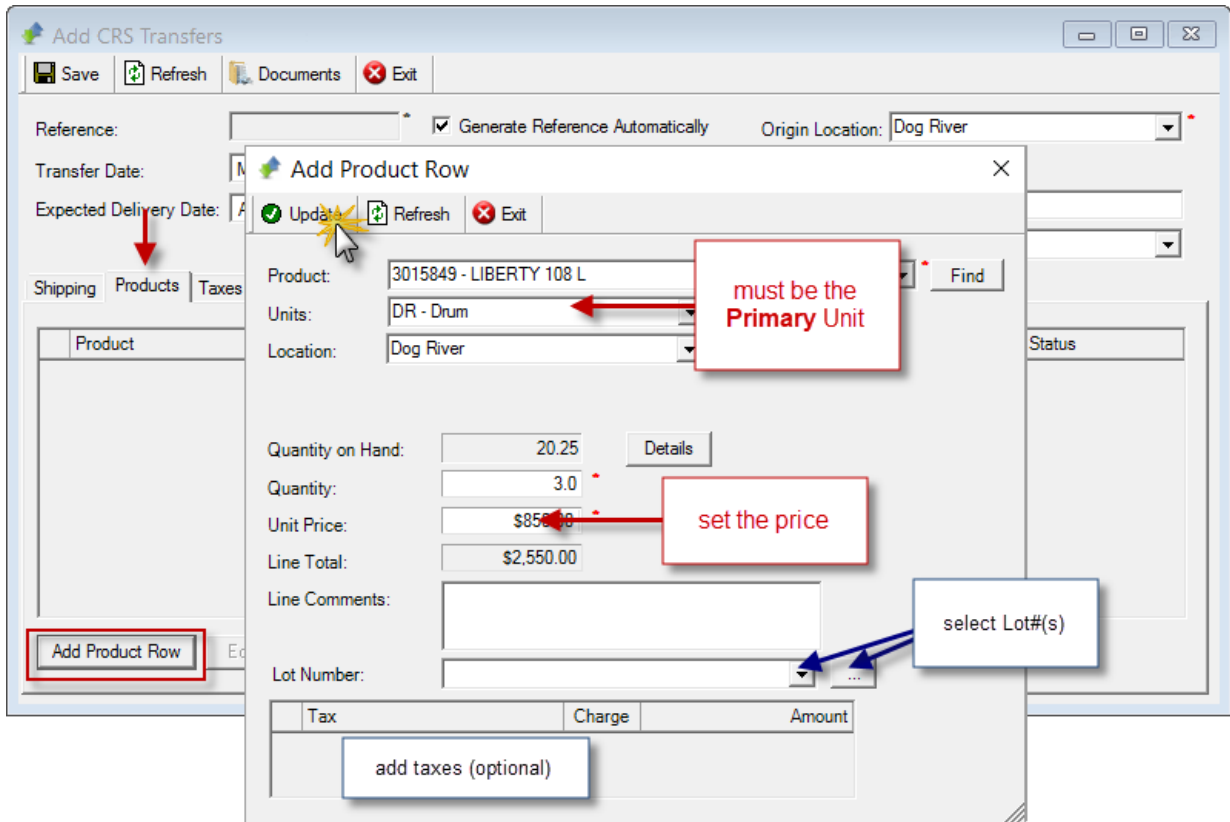 Add CRS Transfers
Save Refresh Documents Exit
Reference: * Generate Reference Automatically Origin Location: Dog River *
Transfer Date:
Expected Delivery Date:
Shipping Products Taxes
Product Status
Add Product Row
Add Product Row
Update Refresh Exit
Product: 3015849 - LIBERTY 108 L * Find
Units: DR - Drum
Location: Dog River
must be the
Primary Unit
Quantity on Hand: 20.25 Details
Quantity: 3.0 *
Unit Price: *
set the price
Line Total: $2,550.00
Line Comments:
select Lot#(s)
Lot Number: ...
Tax Charge Amount
add taxes (optional)